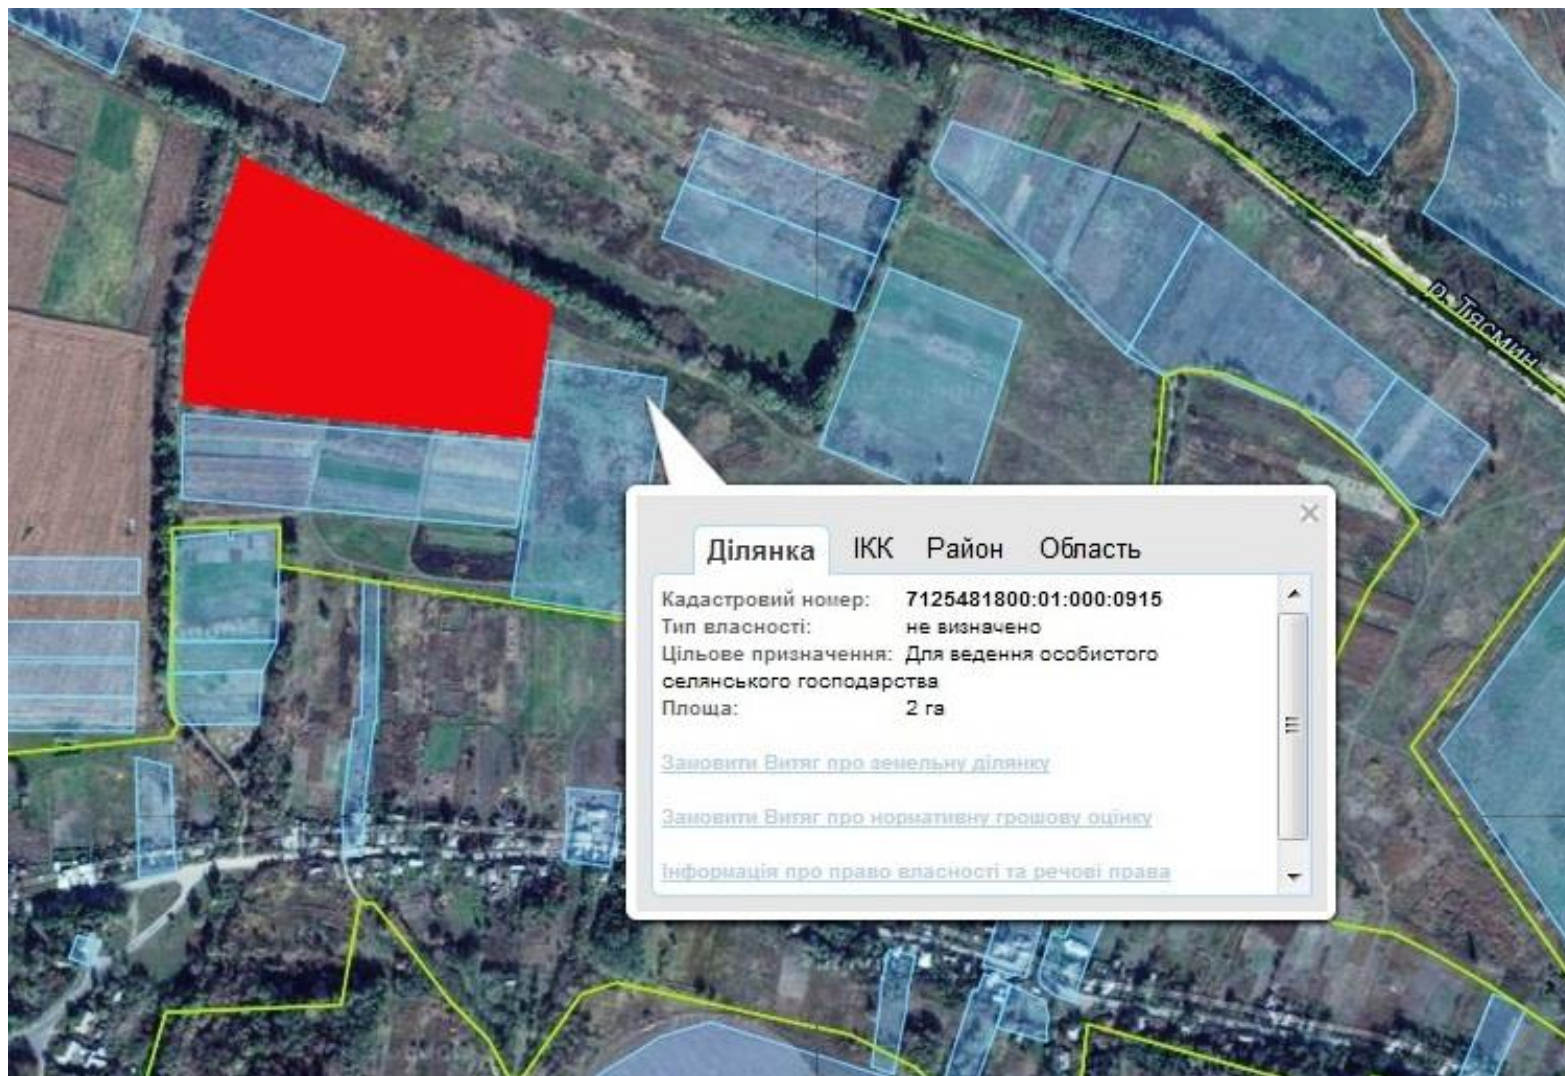 р. Тясмин
Ділянка ІКК Район Область
Кадастровий номер: 7125481800:01:000:0915
Тип власності: не визначено
Цільове призначення: Для ведення особистого
селянського господарства
Площа: 2 га
Замовити Витяг про земельну ділянку
Замовити Витяг про нормативну грошову оцінку
Інформація про право власності та речові права